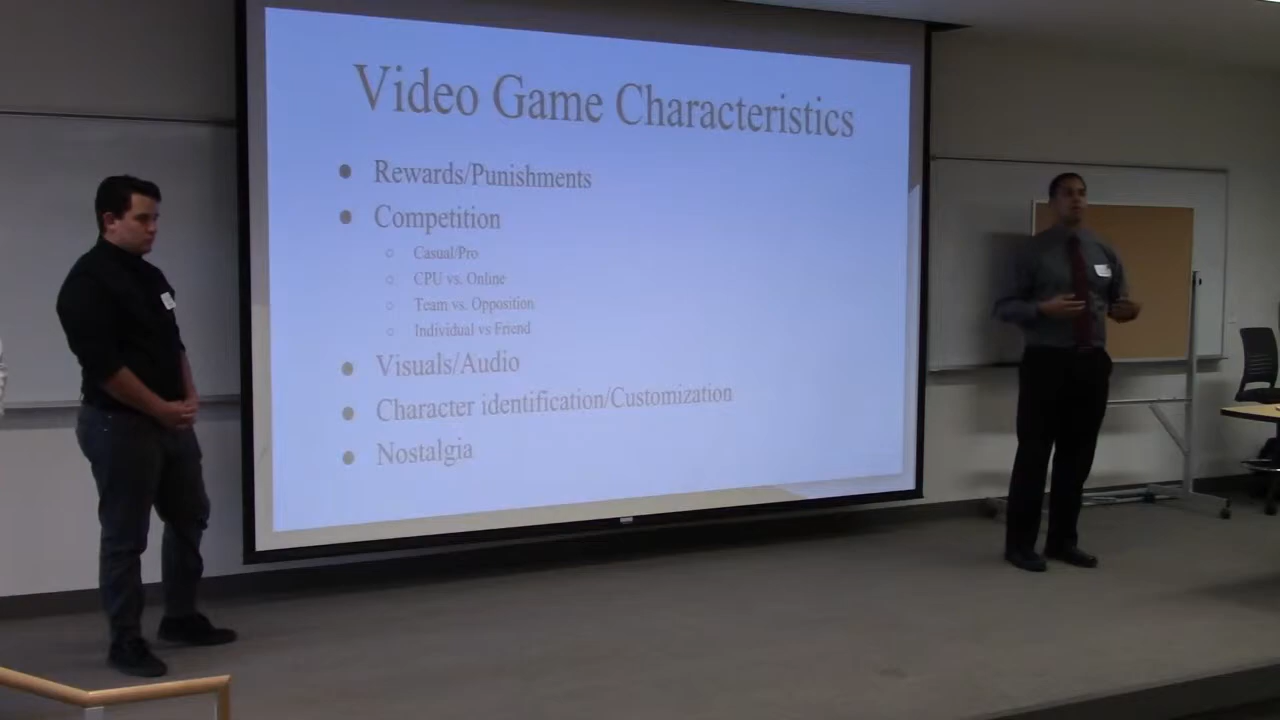 Video Game Characteristics
● Rewards/Punishments
● Competition
○ Casual/Pro
○ CPU vs. Online
○ Team vs. Opposition
○ Individual vs Friend
● Visuals/Audio
● Character identification/Customization
● Nostalgia